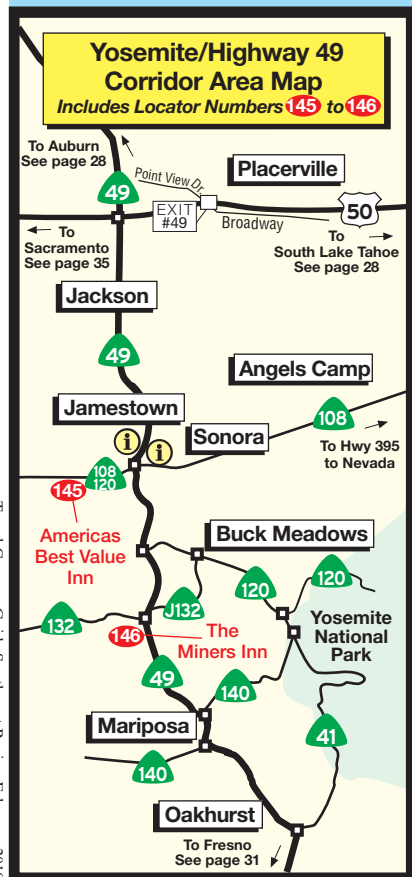 Yosemite/Highway 49
Corridor Area Map
Includes Locator Numbers 145 to 146
To Auburn
See page 28
Point View Dr.
Placerville
49
EXIT
#49
Broadway
50
To
Sacramento
See page 35
To
South Lake Tahoe
See page 28
Jackson
49
Angels Camp
Jamestown
108
i
i
Sonora
To Hwy 395
to Nevada
108
120
145
Americas
Best Value
Inn
Buck Meadows
120
120
J132
132
Yosemite
National
Park
146
The
Miners Inn
49
140
Mariposa
41
140
Oakhurst
To Fresno
See page 31